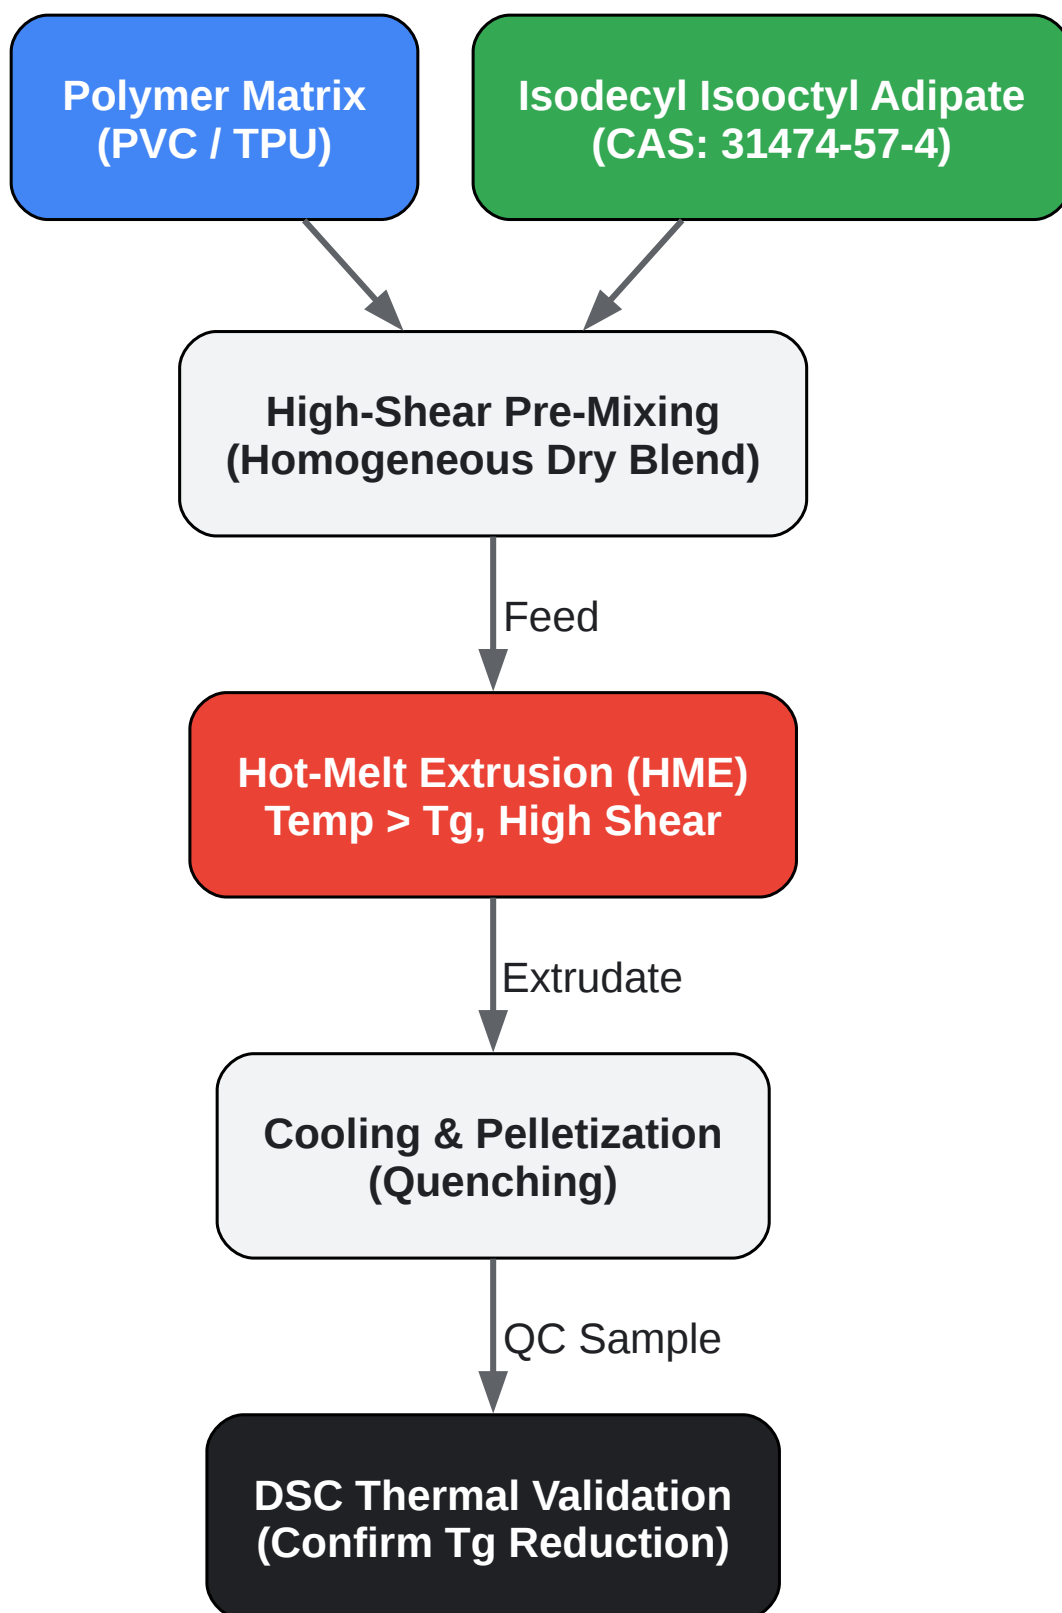 Polymer Matrix
(PVC / TPU)
Isodecyl Isooctyl Adipate
(CAS: 31474-57-4)
High-Shear Pre-Mixing
(Homogeneous Dry Blend)
Feed
Hot-Melt Extrusion (HME)
Temp > Tg, High Shear
Extrudate
Cooling & Pelletization
(Quenching)
QC Sample
DSC Thermal Validation
(Confirm Tg Reduction)